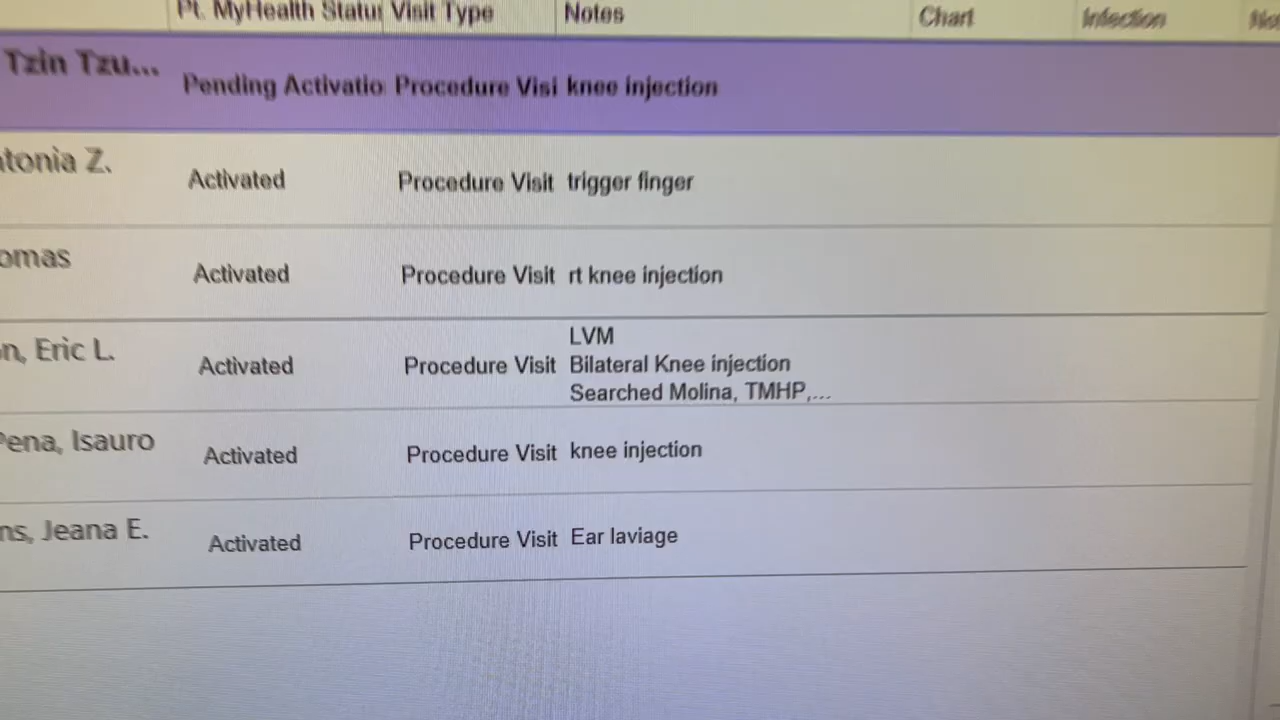 Pt. MyHealth Statu Visit Type Notes Chart Infection No
Tzin Tzu... Pending Activatio Procedure Visi knee injection
tonia Z. Activated Procedure Visit trigger finger
omas Activated Procedure Visit rt knee injection
n, Eric L. Activated Procedure Visit LVM
Bilateral Knee injection
Searched Molina, TMHP,...
Pena, Isauro Activated Procedure Visit knee injection
ns, Jeana E. Activated Procedure Visit Ear laviage